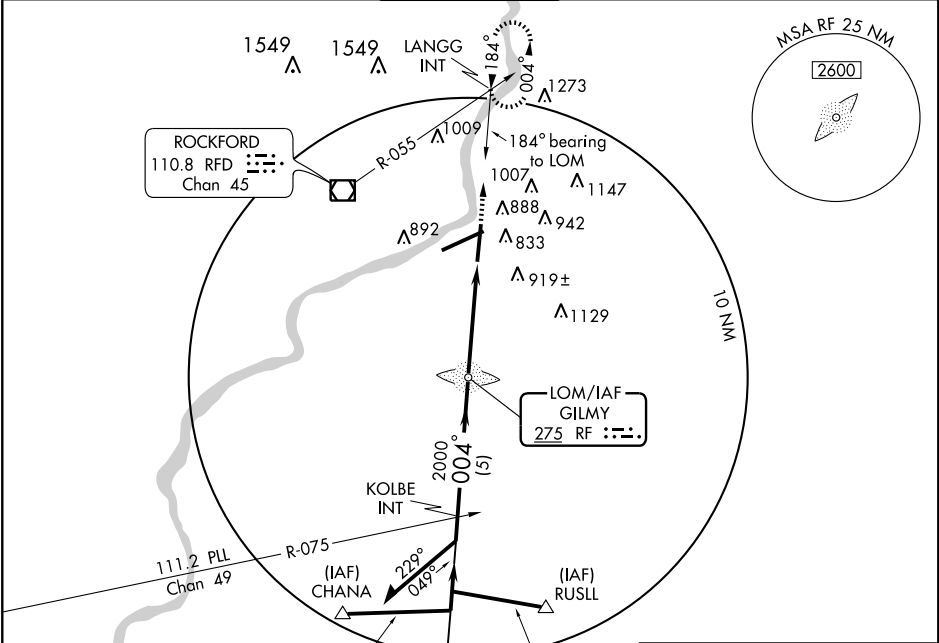 1549
1549
LANGG
INT
184°
004°
1273
MSA RF 25 NM
2600
ROCKFORD
110.8 RFD
Chan 45
R-055
1009
184° bearing
to LOM
1007
1147
888
942
892
833
919±
1129
10 NM
LOM/IAF
GILMY
275 RF
2000
004°
(5)
KOLBE
INT
111.2 PLL
Chan 49
R-075
229°
049°
(IAF)
CHANA
(IAF)
RUSLL